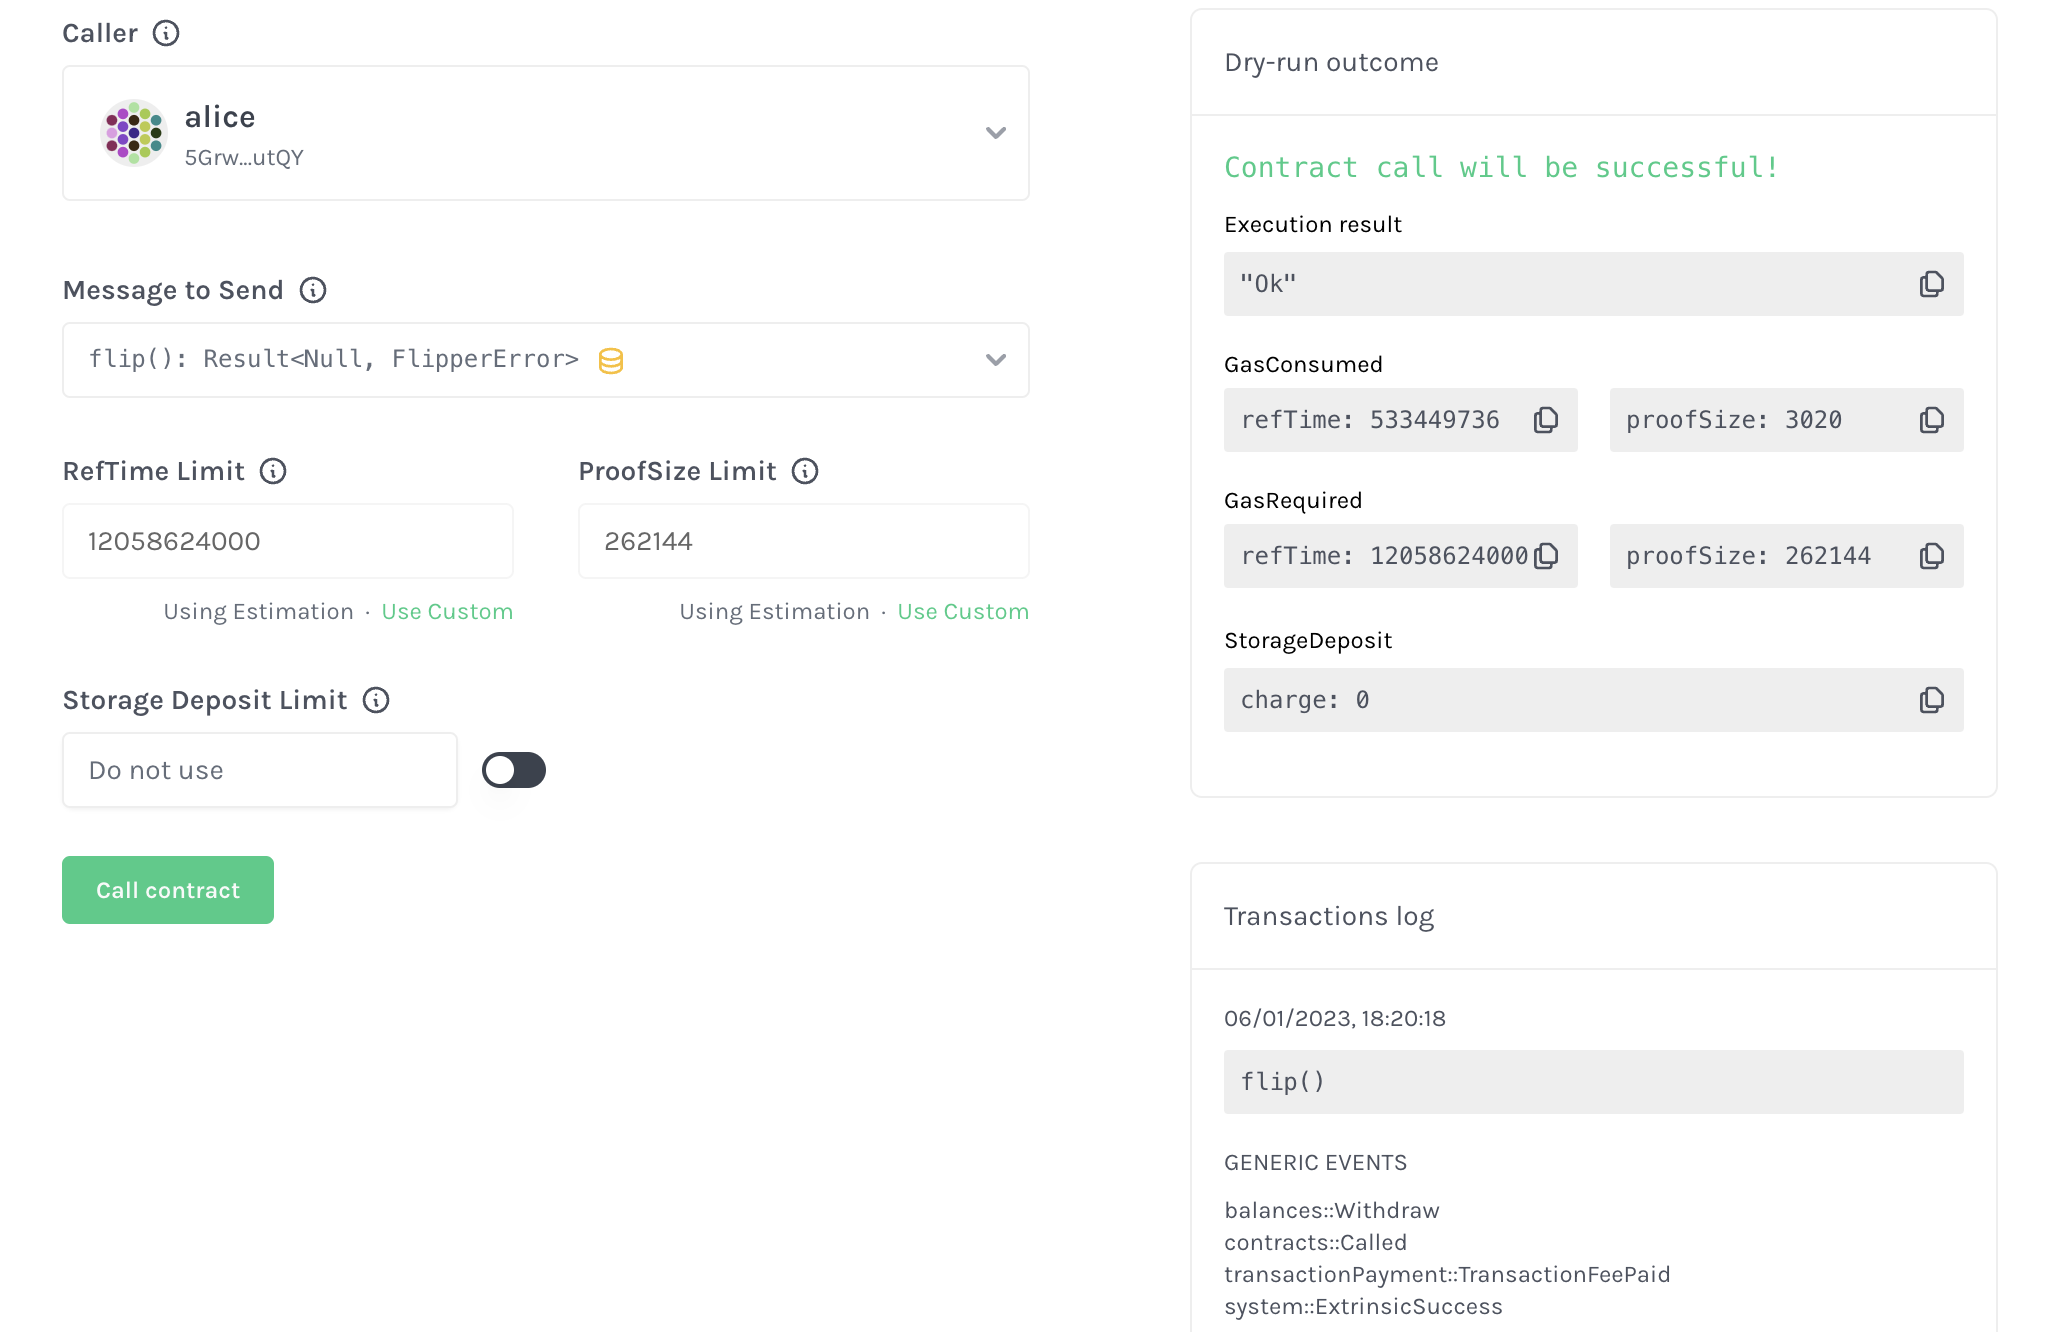 Caller
alice
5Grw...utQY
Message to Send
flip(): Result<Null, FlipperError>
RefTime Limit
ProofSize Limit
12058624000
262144
Using Estimation · Use Custom
Using Estimation · Use Custom
Storage Deposit Limit
Do not use
Call contract
Dry-run outcome
Contract call will be successful!
Execution result
"Ok"
GasConsumed
refTime: 533449736
proofSize: 3020
GasRequired
refTime: 12058624000
proofSize: 262144
StorageDeposit
charge: 0
Transactions log
06/01/2023, 18:20:18
flip()
GENERIC EVENTS
balances::Withdraw
contracts::Called
transactionPayment::TransactionFeePaid
system::ExtrinsicSuccess